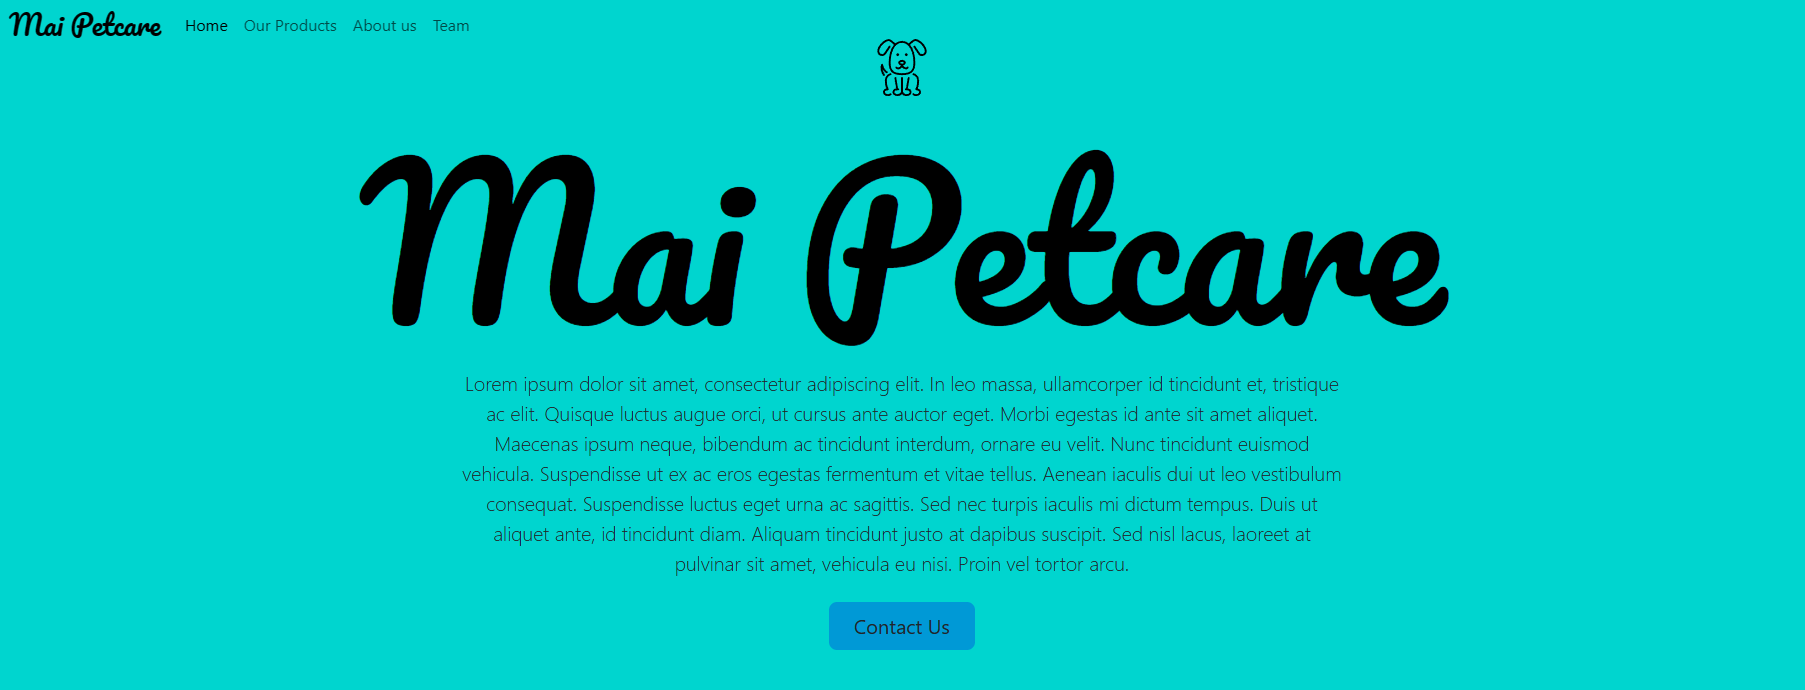 Mai Petcare Home Our Products About us Team
Mai Petcare
Lorem ipsum dolor sit amet, consectetur adipiscing elit. In leo massa, ullamcorper id tincidunt et, tristique
ac elit. Quisque luctus augue orci, ut cursus ante auctor eget. Morbi egestas id ante sit amet aliquet.
Maecenas ipsum neque, bibendum ac tincidunt interdum, ornare eu velit. Nunc tincidunt euismod
vehicula. Suspendisse ut ex ac eros egestas fermentum et vitae tellus. Aenean iaculis dui ut leo vestibulum
consequat. Suspendisse luctus eget urna ac sagittis. Sed nec turpis iaculis mi dictum tempus. Duis ut
aliquet ante, id tincidunt diam. Aliquam tincidunt justo at dapibus suscipit. Sed nisl lacus, laoreet at
pulvinar sit amet, vehicula eu nisi. Proin vel tortor arcu.
Contact Us